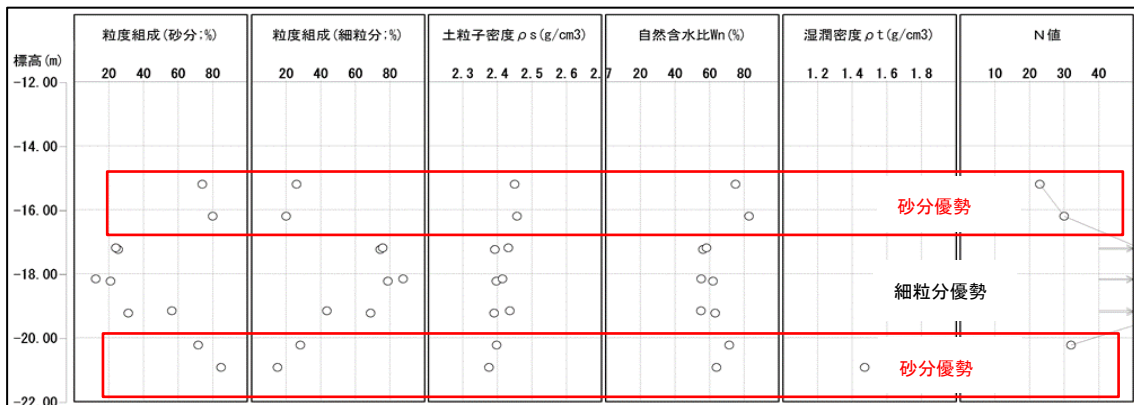 粒度組成(砂分;%) 粒度組成(細粒分;%) 土粒子密度ρs(g/cm3) 自然含水比Wn(%) 湿潤密度ρt(g/cm3) N値
標高(m)
20 40 60 80 20 40 60 80 2.3 2.4 2.5 2.6 2.7 20 40 60 80 1.2 1.4 1.6 1.8 10 20 30 40
-12.00
-14.00
-16.00
砂分優勢
-18.00
細粒分優勢
-20.00
砂分優勢
-22.00